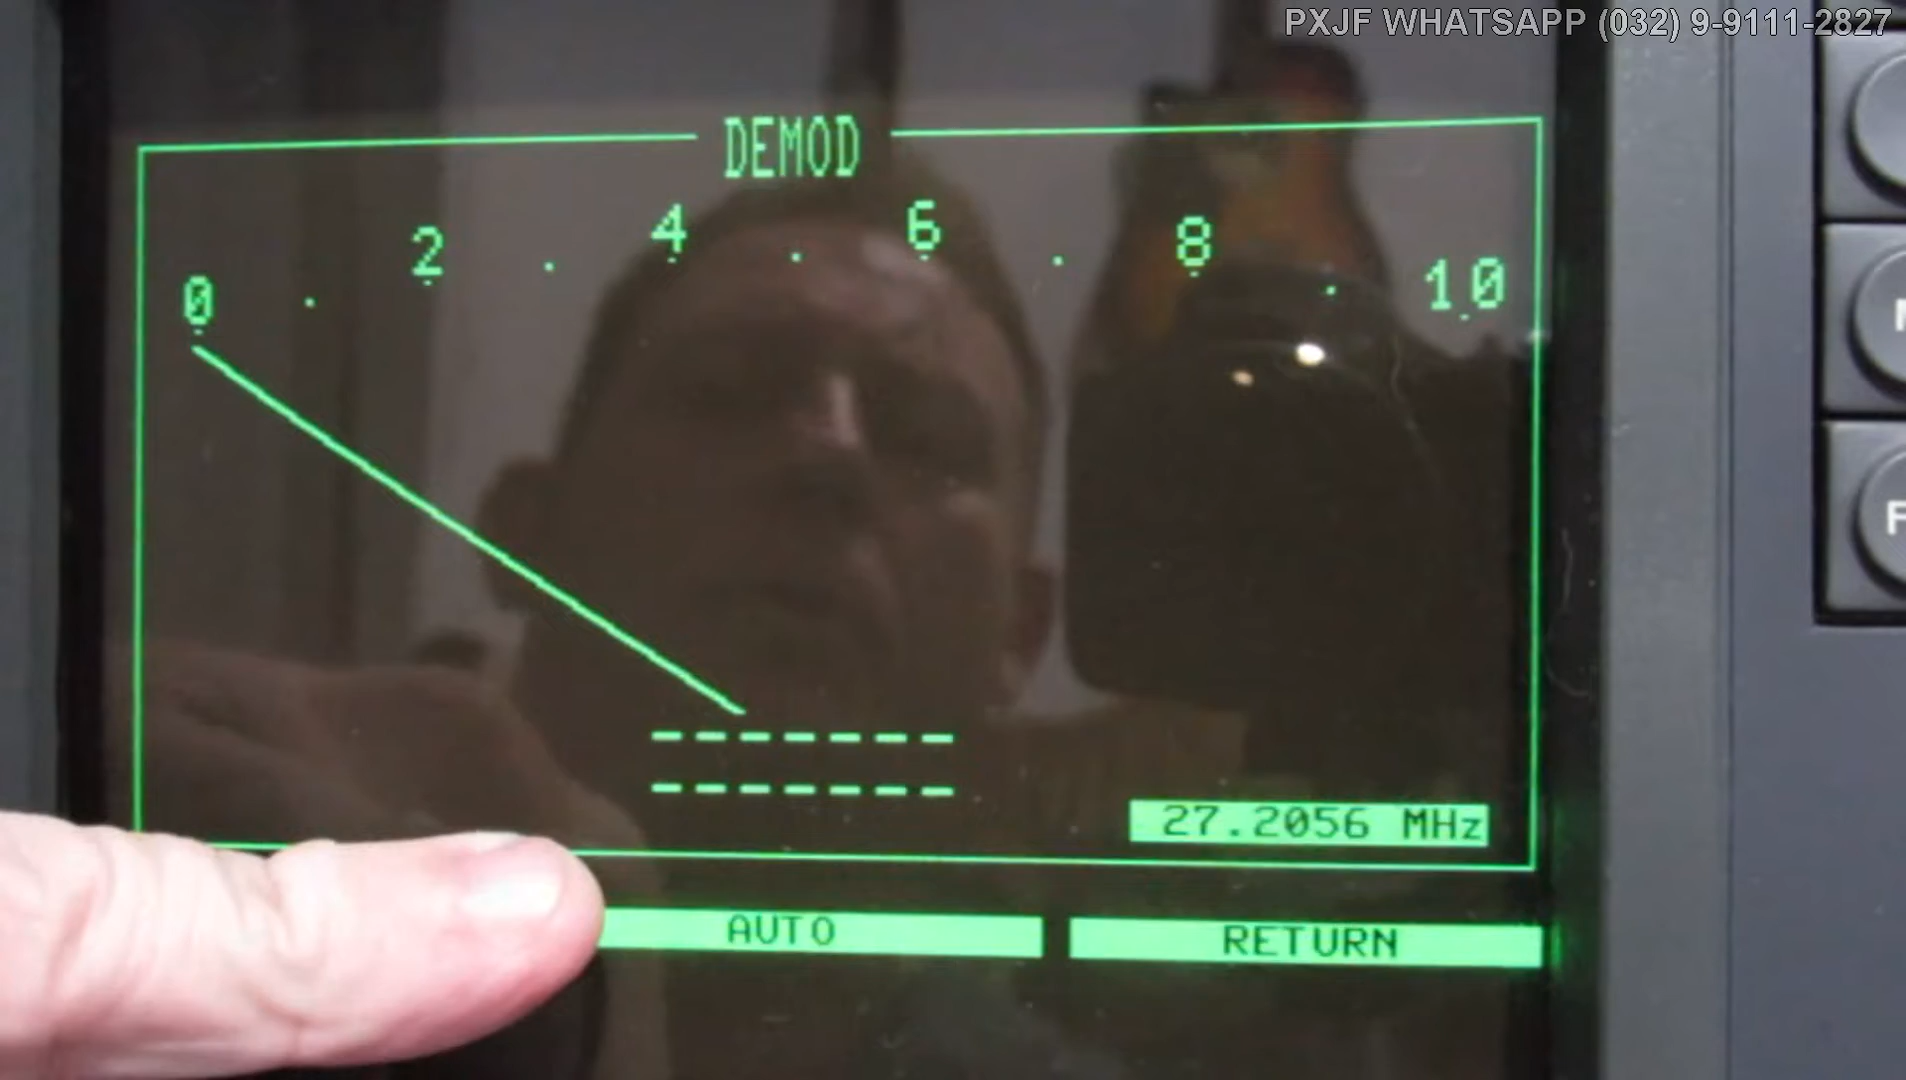 PXJF WHATSAPP (032) 9-9111-2827
DEMOD
0 2 4 6 8 10
27.2056 MHz
AUTO
RETURN